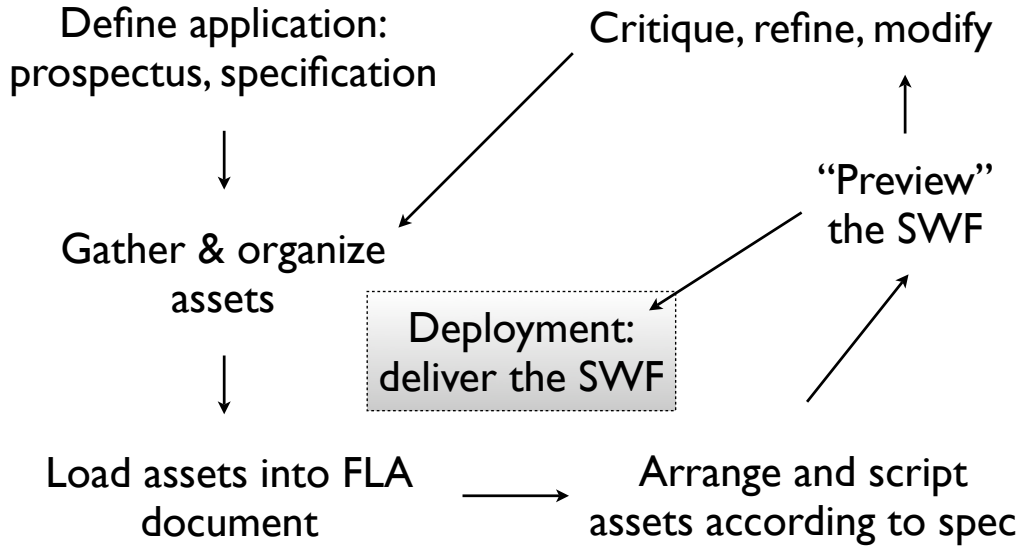 Define application:
prospectus, specification
Critique, refine, modify
“Preview”
the SWF
Gather & organize
assets
Deployment:
deliver the SWF
Load assets into FLA
document
Arrange and script
assets according to spec